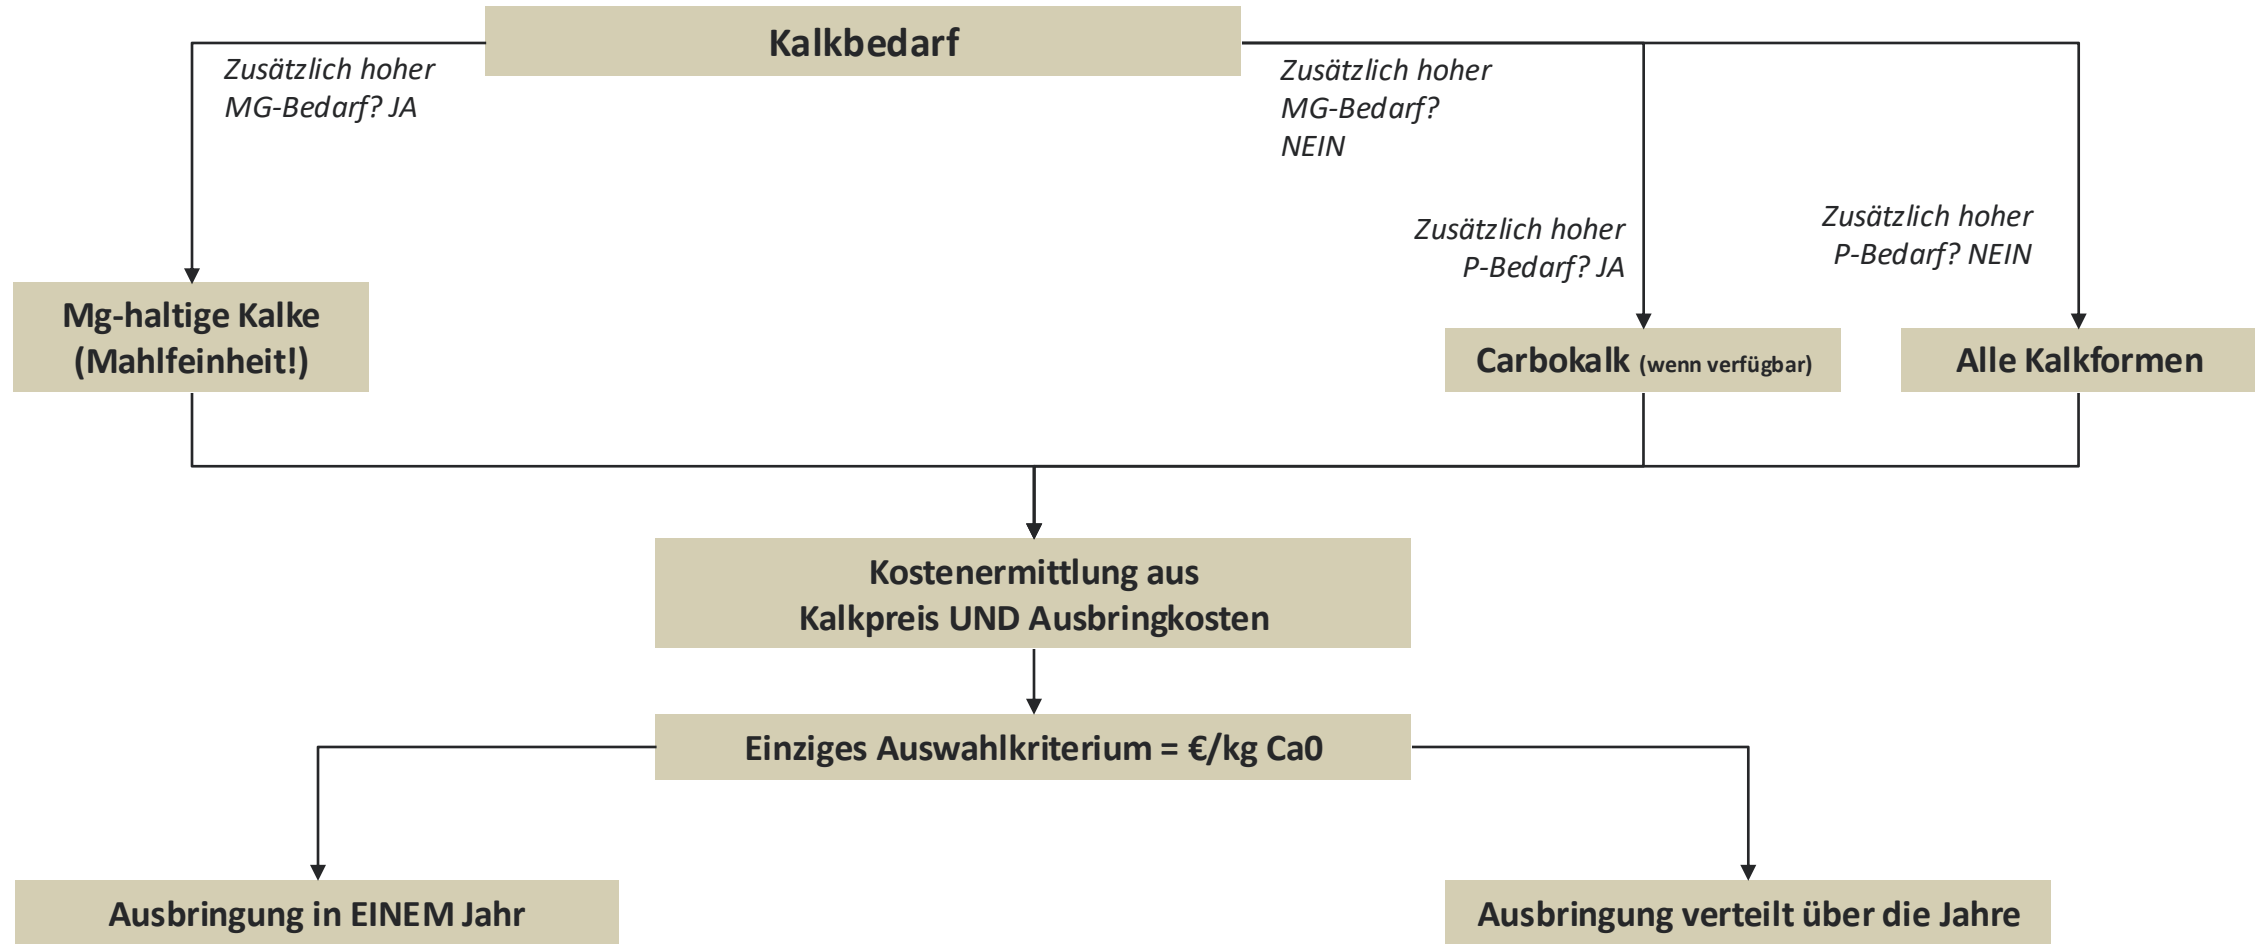 Kalkbedarf
Zusätzlich hoher
MG-Bedarf? JA
Zusätzlich hoher
MG-Bedarf?
NEIN
Zusätzlich hoher
P-Bedarf? JA
Zusätzlich hoher
P-Bedarf? NEIN
Mg-haltige Kalke
(Mahlfeinheit!)
Carbokalk (wenn verfügbar)
Alle Kalkformen
Kostenermittlung aus
Kalkpreis UND Ausbringkosten
Einziges Auswahlkriterium = €/kg Ca0
Ausbringung in EINEM Jahr
Ausbringung verteilt über die Jahre